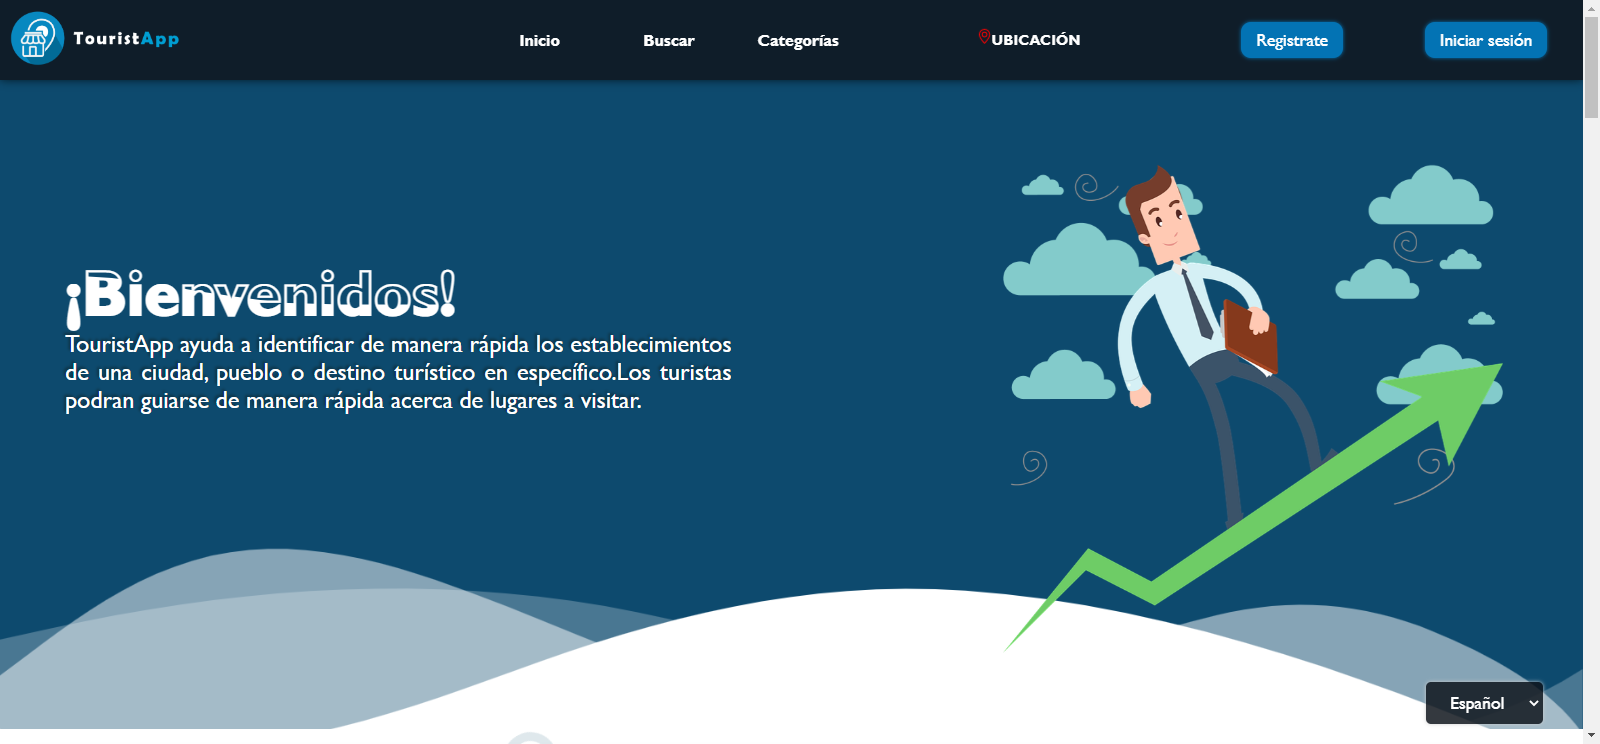 TouristApp
Inicio
Buscar
Categorías
UBICACIÓN
Registrate
Iniciar sesión
¡Bienvenidos!
TouristApp ayuda a identificar de manera rápida los establecimientos
de una ciudad, pueblo o destino turístico en específico.Los turistas
podran guiarse de manera rápida acerca de lugares a visitar.
Español